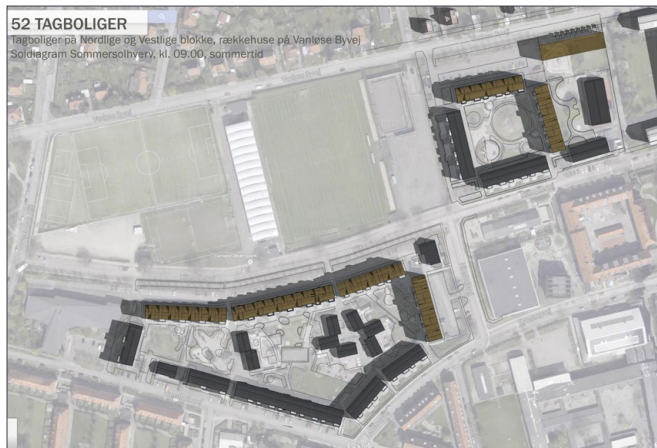 52 TAGBOLIGER
Tagboliger på Nordlige og Vestlige blokke, rækkehuse på Vanløse Byvej
Soldiagram Sommersolhverv, kl. 09.00, sommertid